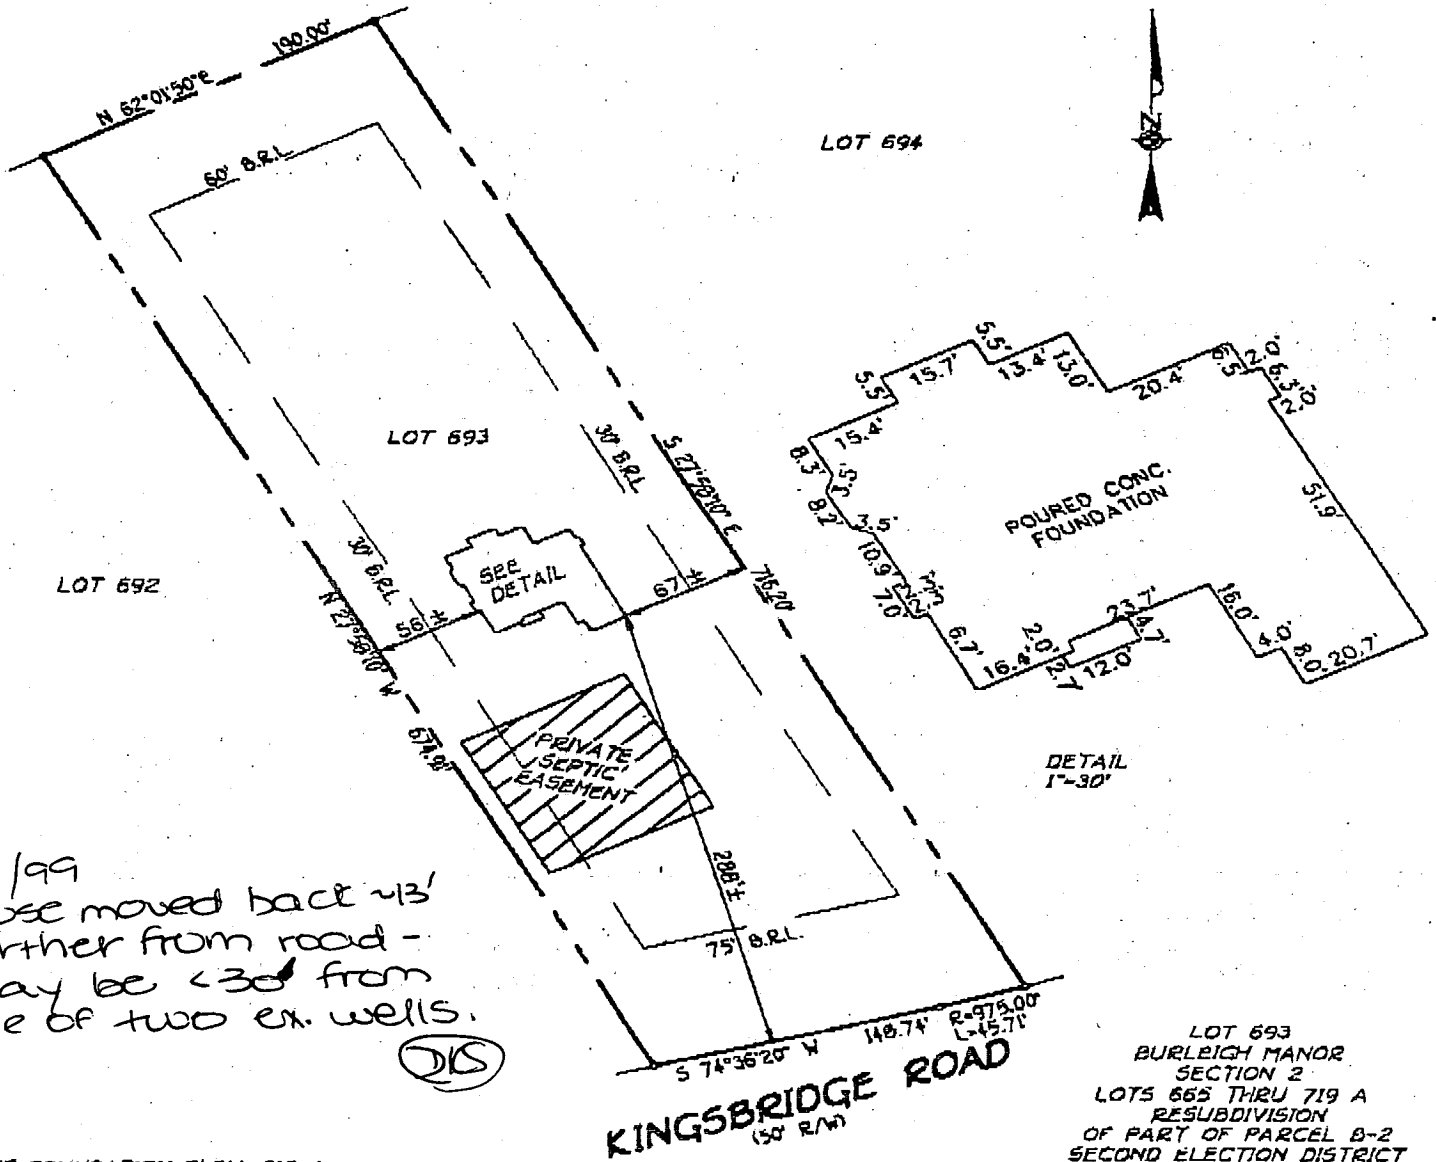 190.00'
N 62°01'50"E
60' B.R.L.
LOT 694
N
LOT 693
30' B.R.L.
S 27°58'10" E
LOT 692
30' B.R.L.
N 27°58'10" W
SEE
DETAIL
56'±
67'±
716.20'
674.98'
PRIVATE
SEPTIC
EASEMENT
288'±
75' B.R.L.
5.5'
15.7'
5.5'
13.4'
13.0'
20.4'
2.0'
6.3'
2.0'
15.4'
8.3'
3.5'
8.2'
3.5'
10.9'
7.0'
6.7'
16.4'
2.0'
2.7'
12.0'
4.7'
23.7'
16.0'
4.0'
8.0'
20.7'
51.9'
POURED CONC.
FOUNDATION
DETAIL
1"=30'
/99
use moved back ~13'
rther from road -
ay be <30' from
e of two ex. wells.
DKS
S 74°36'20" W
148.74'
R=975.00'
L=45.71'
KINGSBRIDGE ROAD
(50' R/W)
LOT 693
BURLEIGH MANOR
SECTION 2
LOTS 665 THRU 719 A
RESUBDIVISION
OF PART OF PARCEL B-2
SECOND ELECTION DISTRICT